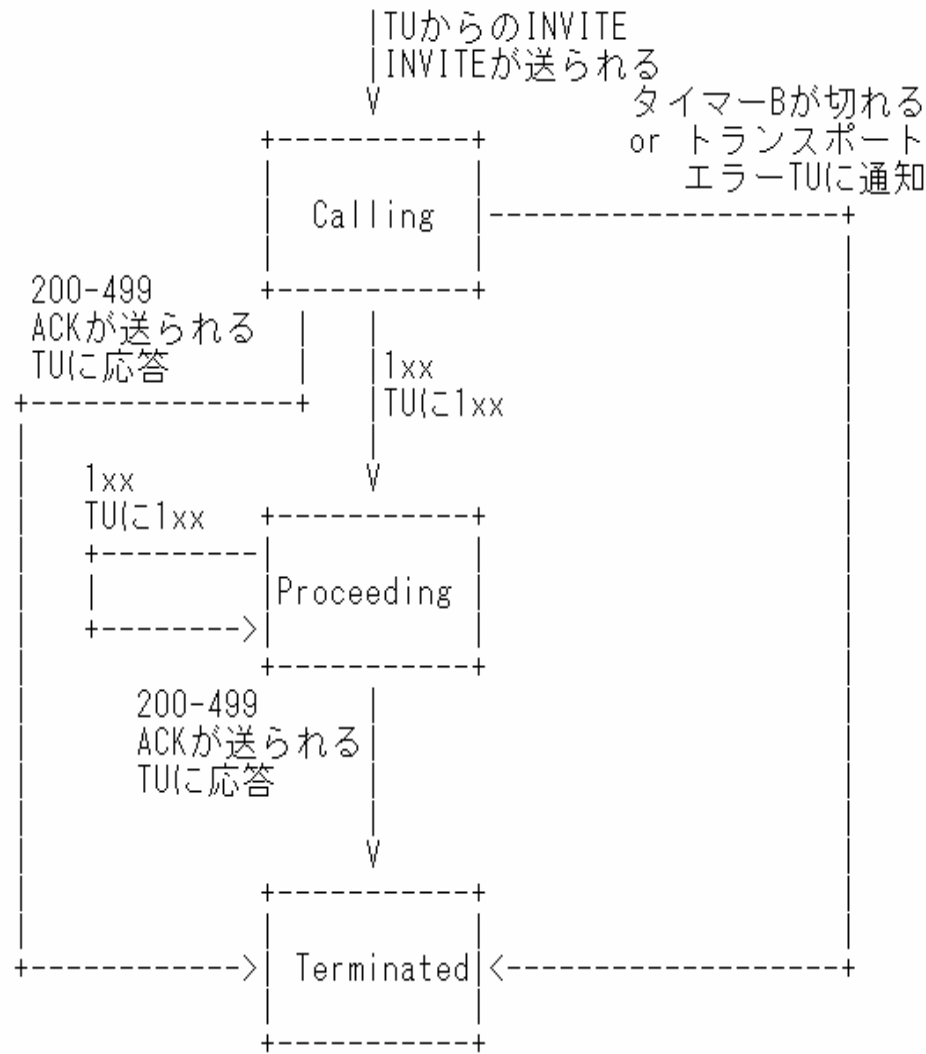 TUからのINVITE
INVITEが送られる
タイマーBが切れる
or トランスポート
エラーTUに通知
Calling
200-499
ACKが送られる
TUに応答
1xx
TUに1xx
1xx
TUに1xx
Proceeding
200-499
ACKが送られる
TUに応答
Terminated